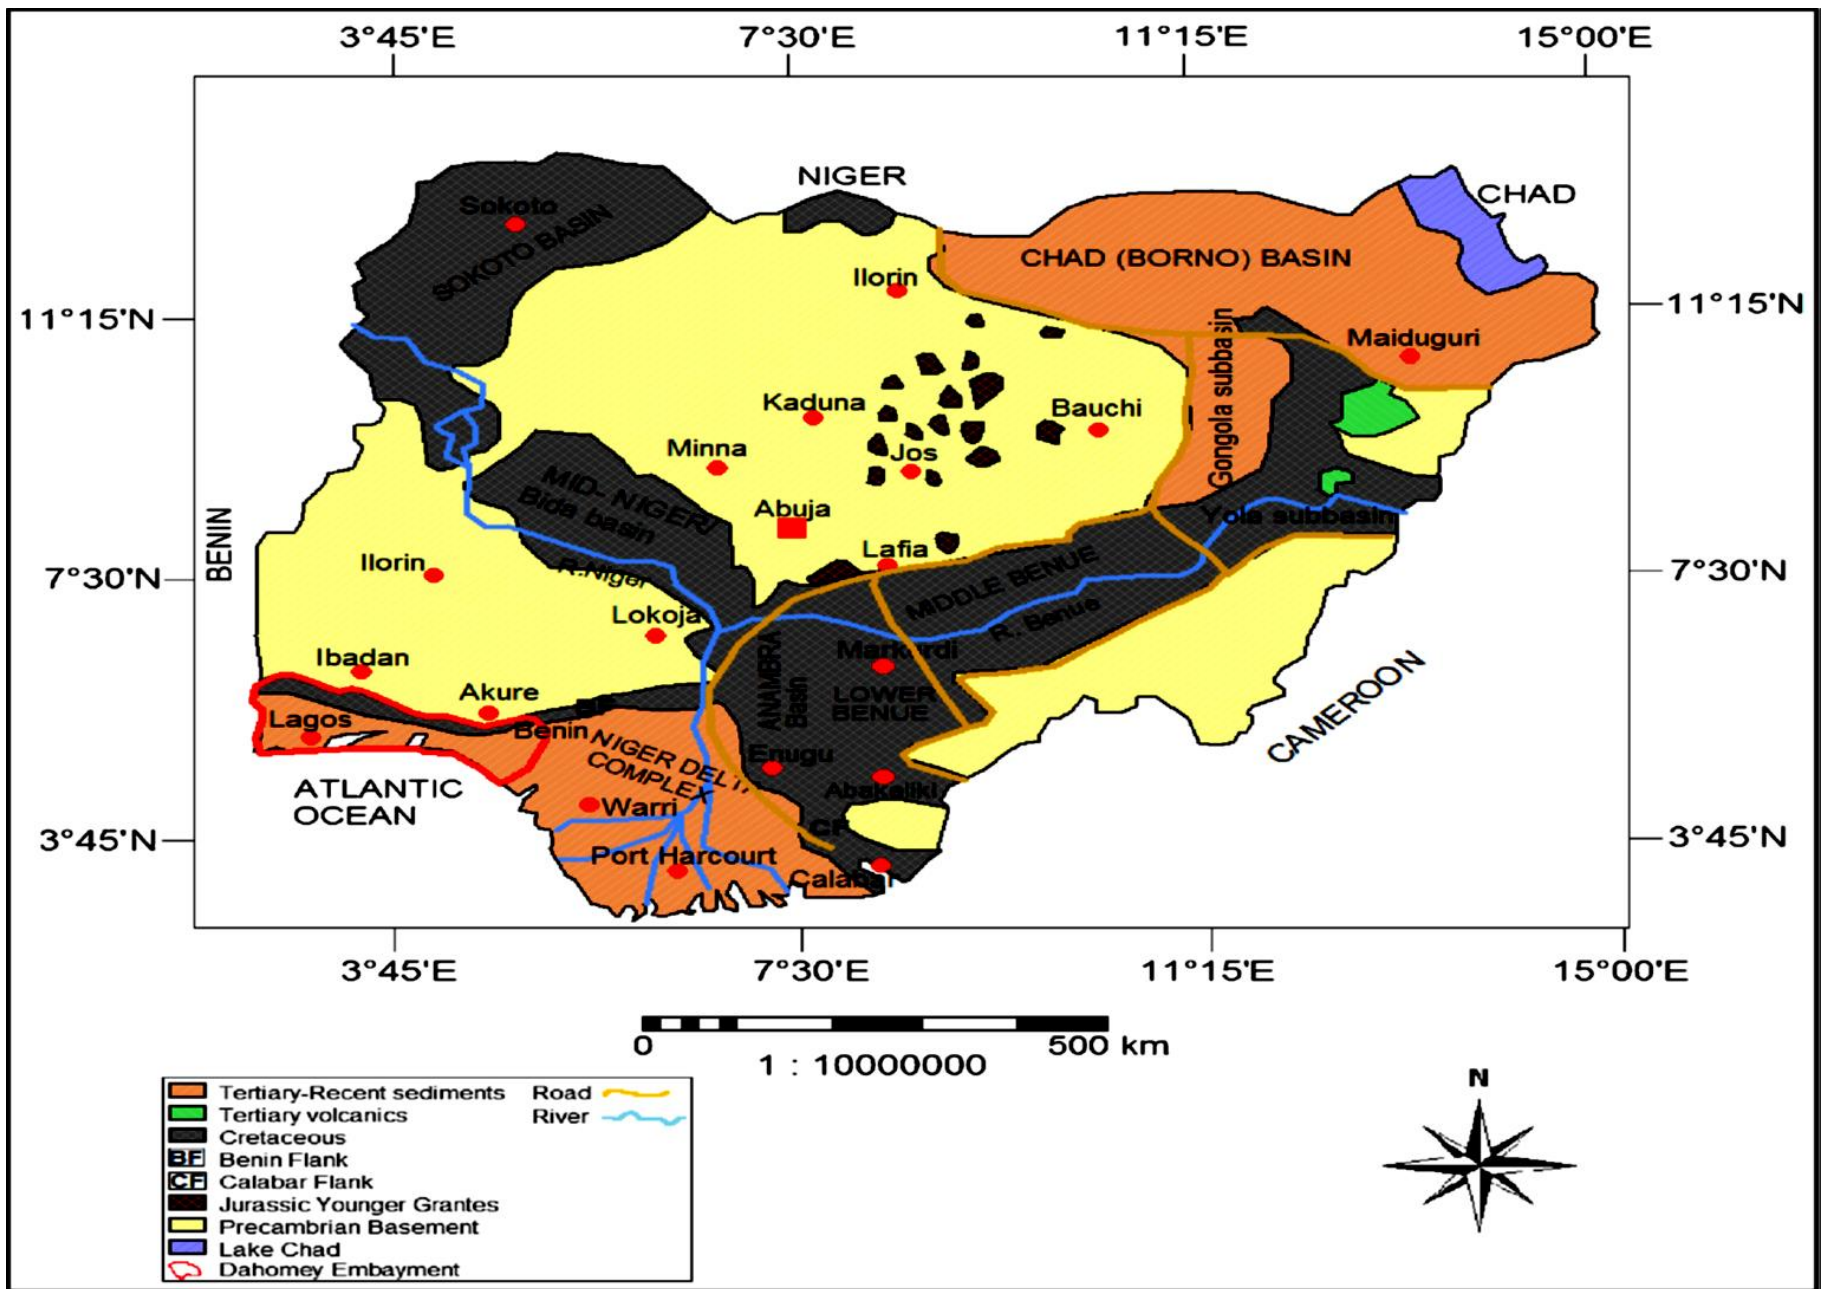 3°45'E 7°30'E 11°15'E 15°00'E
NIGER
CHAD
Sokoto
SOKOTO BASIN
CHAD (BORNO) BASIN
Ilorin
11°15'N
11°15'N
Maiduguri
Gongola subbasin
Kaduna
Bauchi
Minna
Jos
MID- NIGER/
Bida basin
Abuja
Yola subbasin
BENIN
Lafia
Ilorin
7°30'N
7°30'N
R.Niger
MIDDLE BENUE
R. Benue
Lokoja
Ibadan
ANAMBRA
Basin
Markurdi
Akure
LOWER
BENUE
BF
Lagos
Benin
CAMEROON
NIGER DELTA
COMPLEX
Enugu
ATLANTIC
OCEAN
Abakaliki
Warri
CF
3°45'N
3°45'N
Port Harcourt
Calabar
3°45'E 7°30'E 11°15'E 15°00'E
0 500 km
1 : 10000000
N
Tertiary-Recent sediments Road
Tertiary volcanics River
Cretaceous
BF Benin Flank
CF Calabar Flank
Jurassic Younger Grantes
Precambrian Basement
Lake Chad
Dahomey Embayment